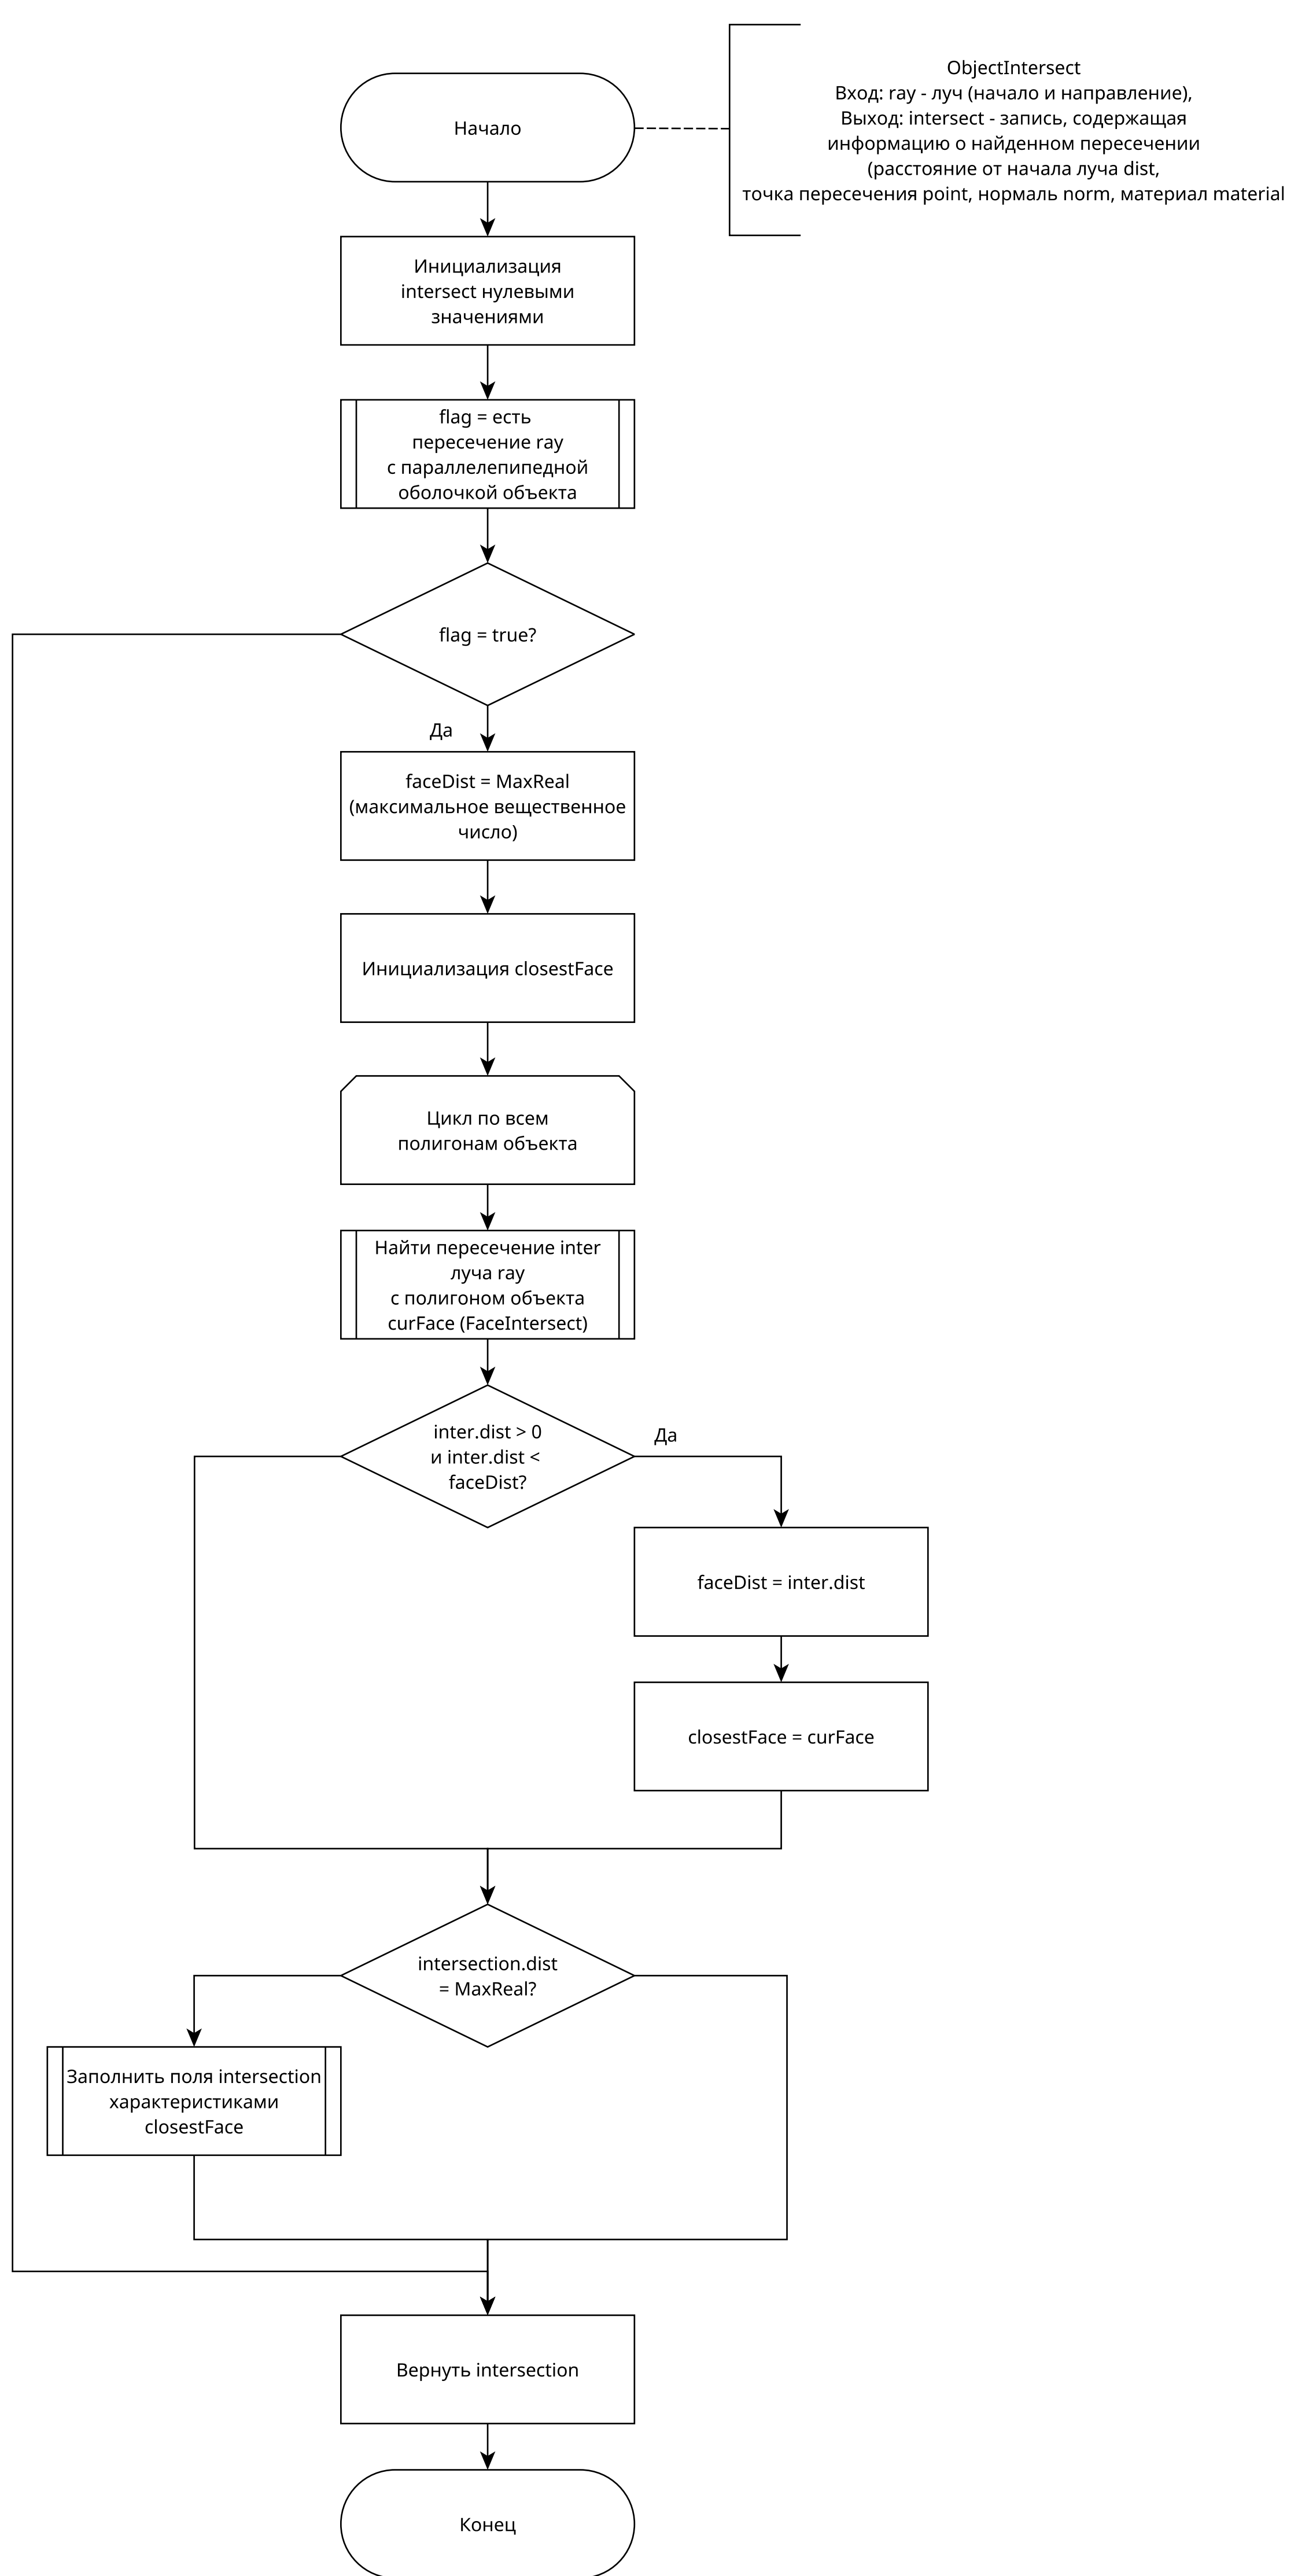 ObjectIntersect
Вход: ray - луч (начало и направление),
Выход: intersect - запись, содержащая
информацию о найденном пересечении
(расстояние от начала луча dist,
точка пересечения point, нормаль norm, материал material
Начало
Инициализация
intersect нулевыми
значениями
flag = есть
пересечение ray
с параллелепипедной
оболочкой объекта
flag = true?
Да
faceDist = MaxReal
(максимальное вещественное
число)
Инициализация closestFace
Цикл по всем
полигонам объекта
Найти пересечение inter
луча ray
с полигоном объекта
curFace (FaceIntersect)
inter.dist > 0
и inter.dist <
faceDist?
Да
faceDist = inter.dist
closestFace = curFace
intersection.dist
= MaxReal?
Заполнить поля intersection
характеристиками
closestFace
Вернуть intersection
Конец